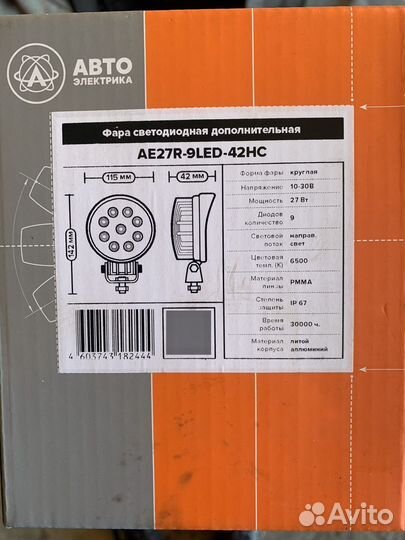 АВТО
ЭЛЕКТРИКА
Фара светодиодная дополнительная
AE27R-9LED-42HC
115 мм
42 мм
142 мм
Форма фары круглая
Напряжение 10-30В
Мощность 27 Вт
Диодов количество 9
Световой поток направ. свет
Цветовая темп. (К) 6500
Материал линзы PMMA
Степень защиты IP 67
Время работы 30000 ч.
Материал корпуса литой аллюминий
4 603743 182444
Avito